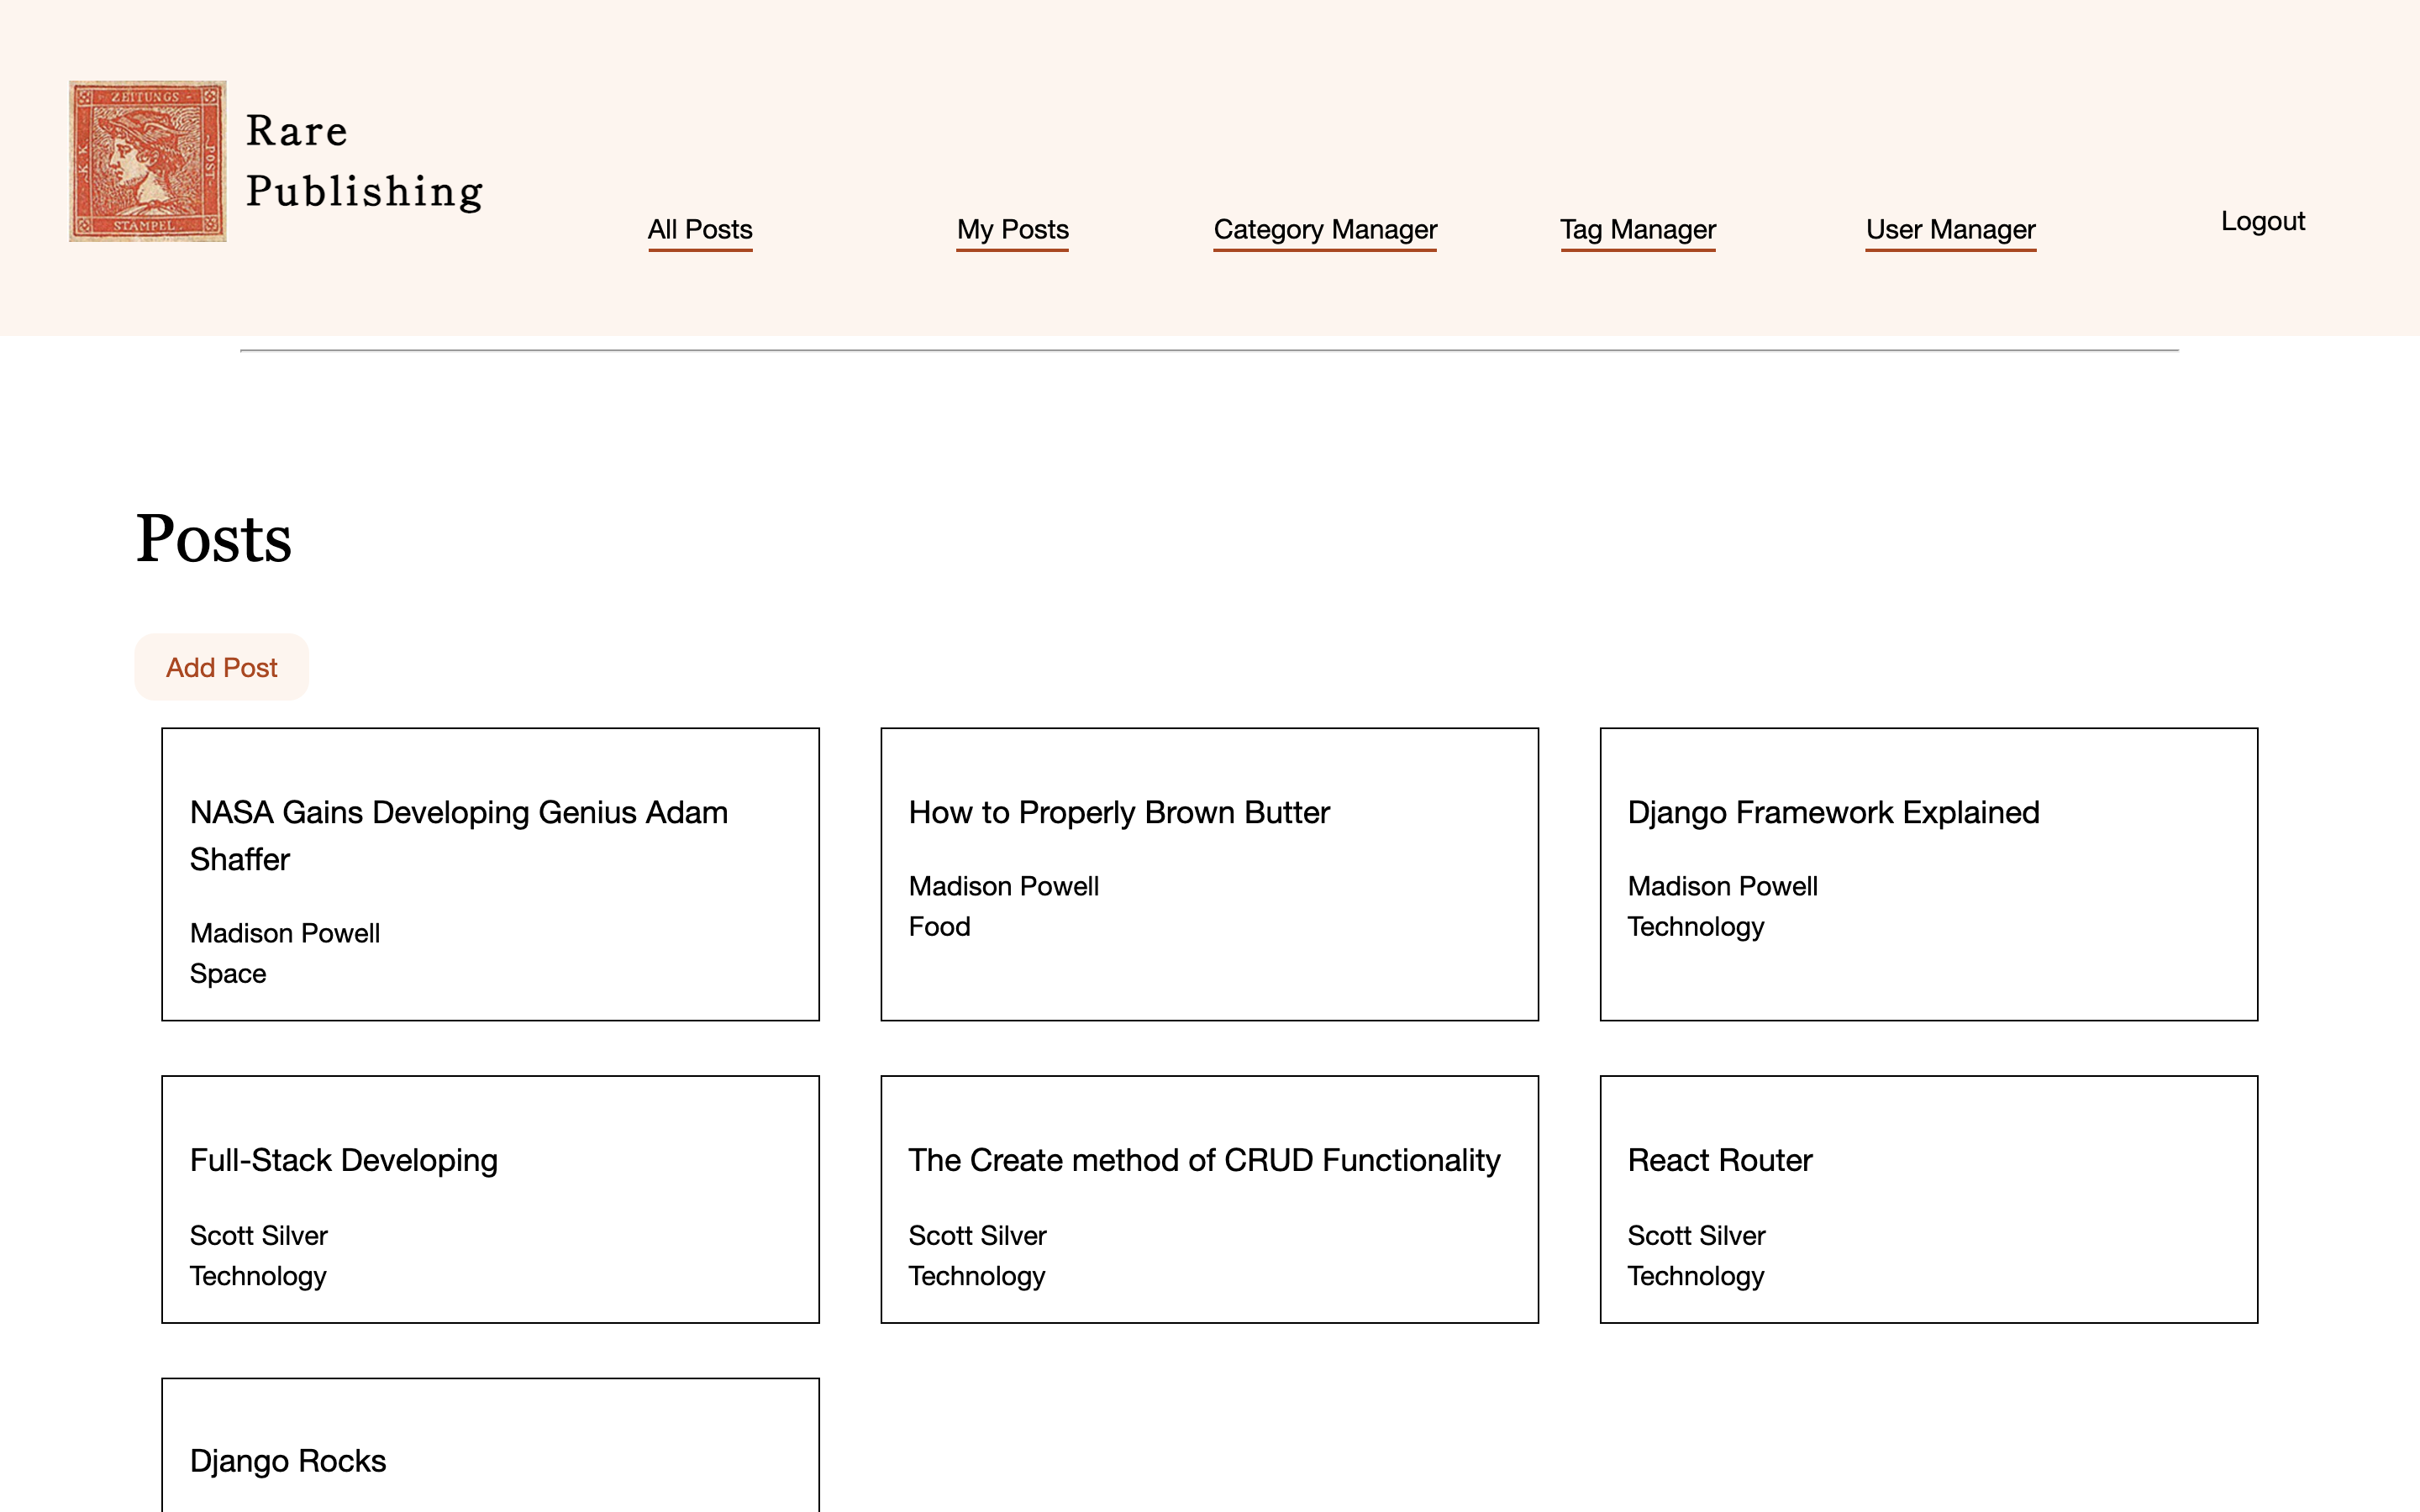 ZEITUNGS
K.K.
POST
STAMPEL
Rare
Publishing
All Posts
My Posts
Category Manager
Tag Manager
User Manager
Logout
Posts
Add Post
NASA Gains Developing Genius Adam
Shaffer
Madison Powell
Space
How to Properly Brown Butter
Madison Powell
Food
Django Framework Explained
Madison Powell
Technology
Full-Stack Developing
Scott Silver
Technology
The Create method of CRUD Functionality
Scott Silver
Technology
React Router
Scott Silver
Technology
Django Rocks